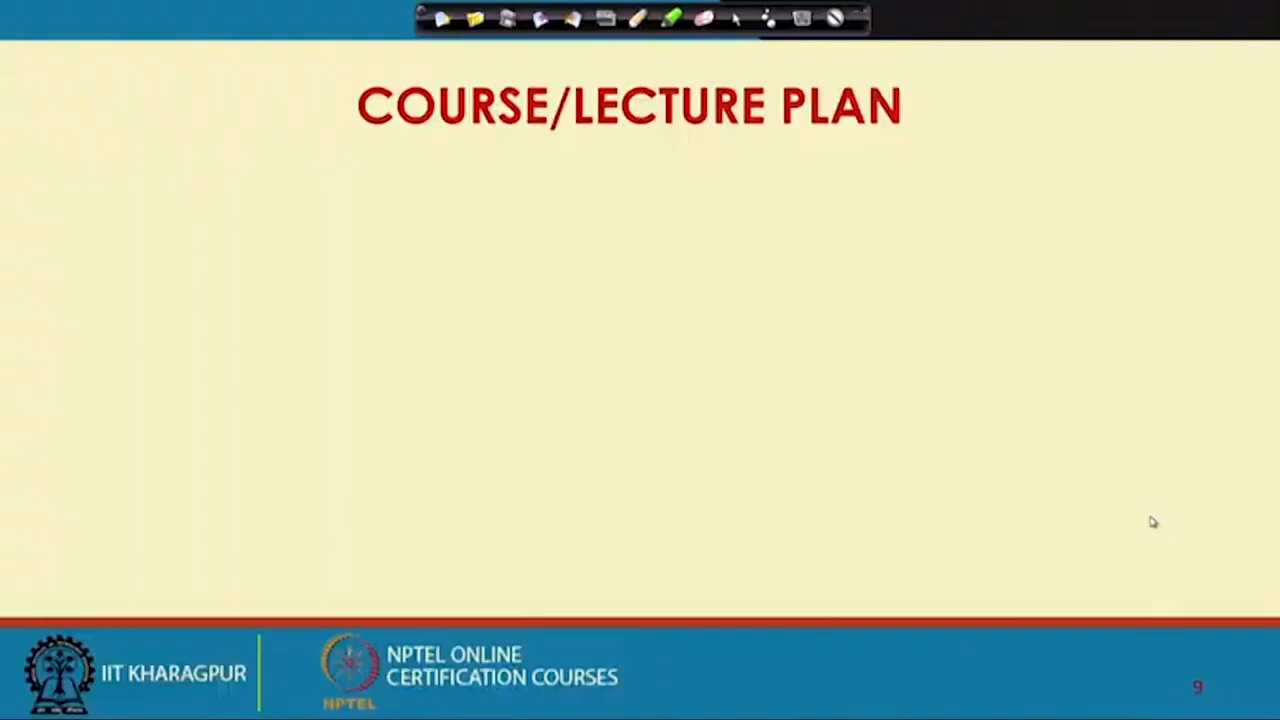 COURSE/LECTURE PLAN
IIT KHARAGPUR
NPTEL ONLINE
CERTIFICATION COURSES
NPTEL
9